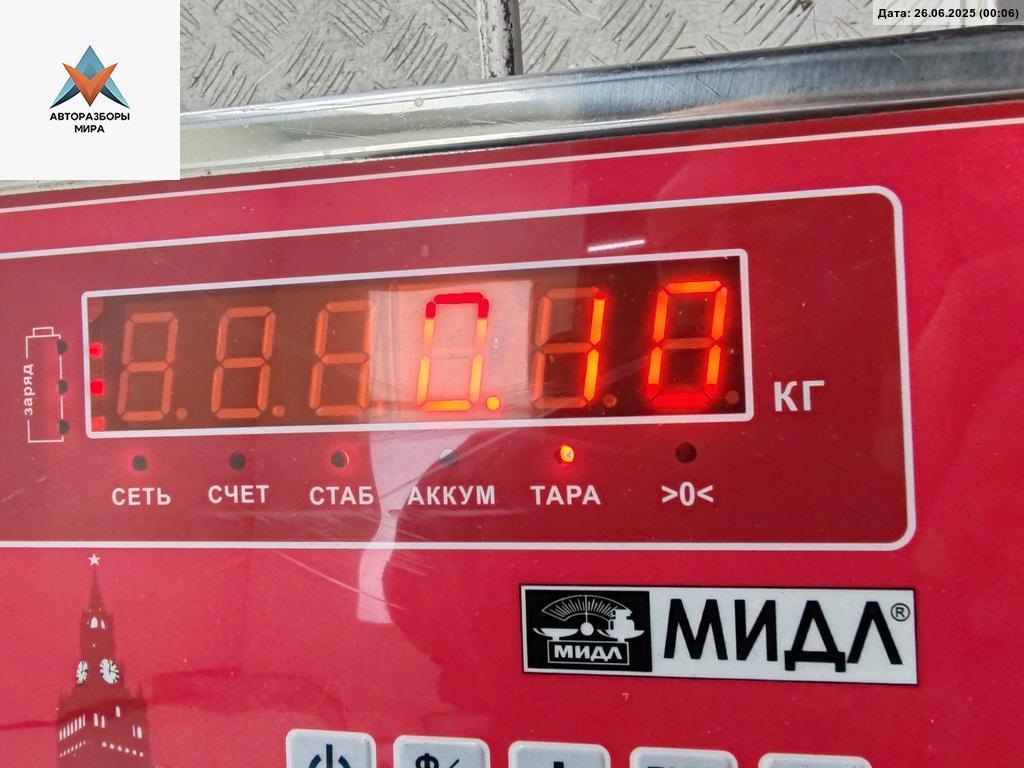 Дата: 26.06.2025 (00:06)
АВТОРАЗБОРЫ
МИРА
0.10
КГ
заряд
СЕТЬ СЧЕТ СТАБ АККУМ ТАРА >0<
МИДЛ МИДЛ®